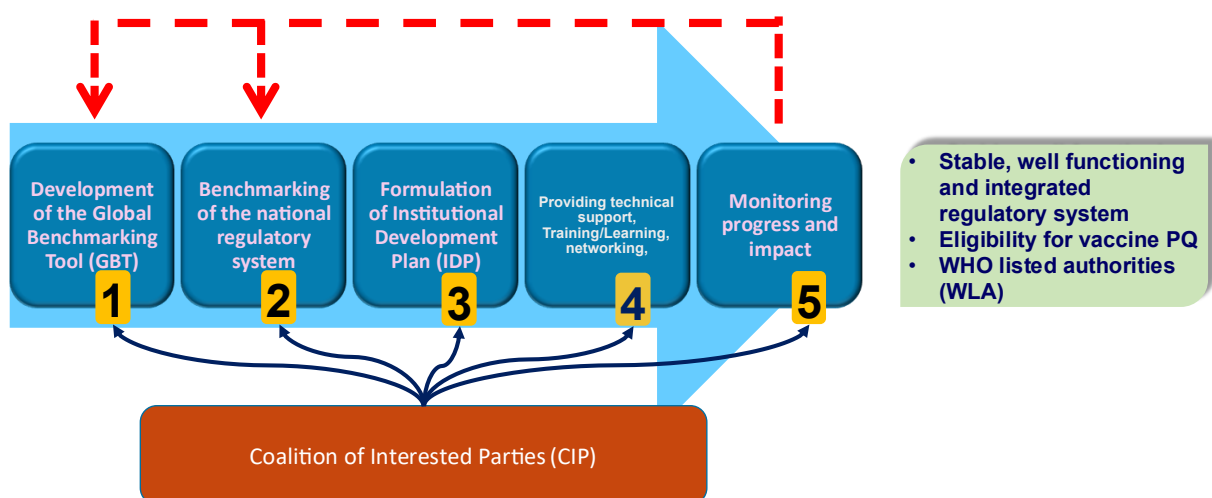 Development
of the Global
Benchmarking
Tool (GBT)
1
Benchmarking
of the national
regulatory
system
2
Formulation
of Institutional
Development
Plan (IDP)
3
Providing technical
support,
Training/Learning,
networking,
4
Monitoring
progress and
impact
5
• Stable, well functioning
and integrated
regulatory system
• Eligibility for vaccine PQ
• WHO listed authorities
(WLA)
Coalition of Interested Parties (CIP)